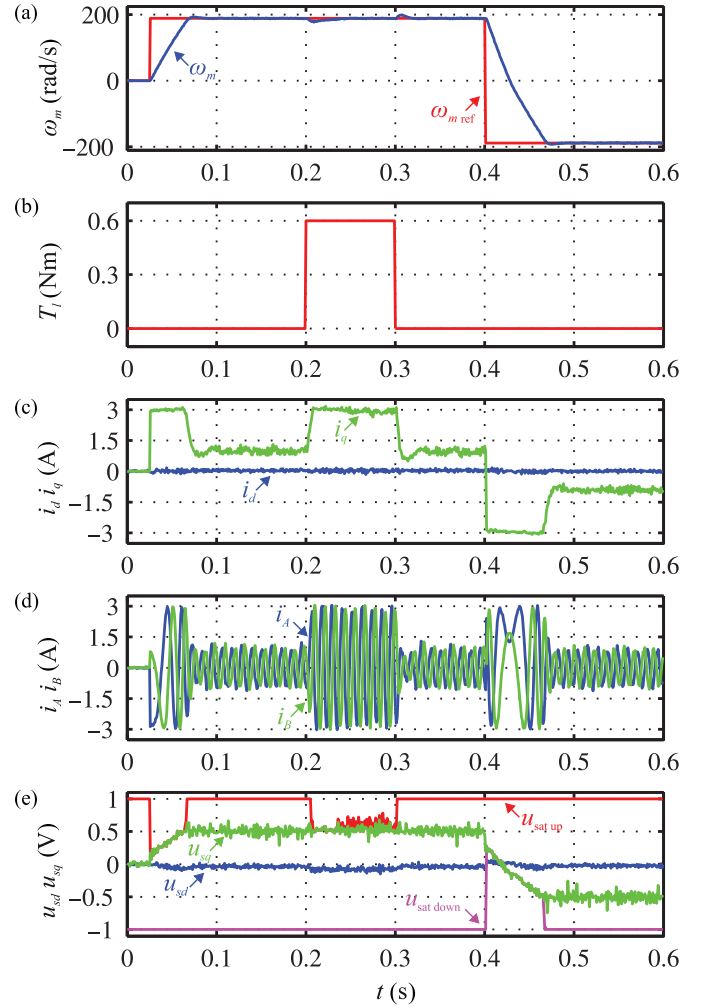 (a)
200
0
−200
ω_m (rad/s)
ω_m
ω_m ref
0 0.1 0.2 0.3 0.4 0.5 0.6
(b)
0.6
0.3
0
T_l (Nm)
0 0.1 0.2 0.3 0.4 0.5 0.6
(c)
3
1.5
0
−1.5
−3
i_d i_q (A)
i_q
i_d
0 0.1 0.2 0.3 0.4 0.5 0.6
(d)
3
1.5
0
−1.5
−3
i_A i_B (A)
i_A
i_B
0 0.1 0.2 0.3 0.4 0.5 0.6
(e)
1
0.5
0
−0.5
−1
u_sd u_sq (V)
u_sat up
u_sq
u_sd
u_sat down
0 0.1 0.2 0.3 0.4 0.5 0.6
t (s)